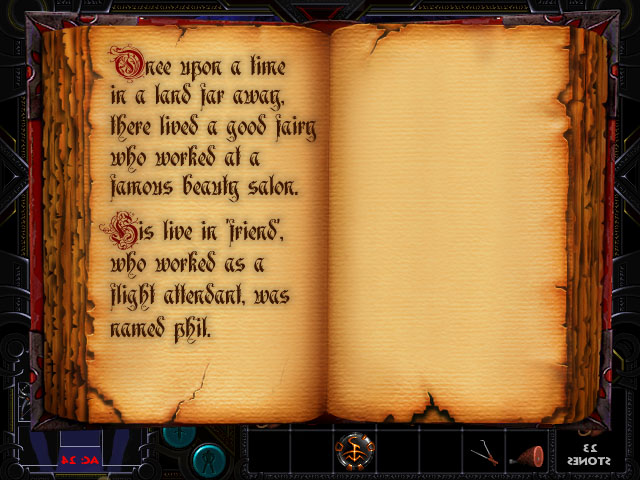 Once upon a time
in a land far away,
there lived a good fairy
who worked at a
famous beauty salon.
His live in 'friend',
who worked as a
flight attendant, was
named phil.
AC: 24
23
STONES